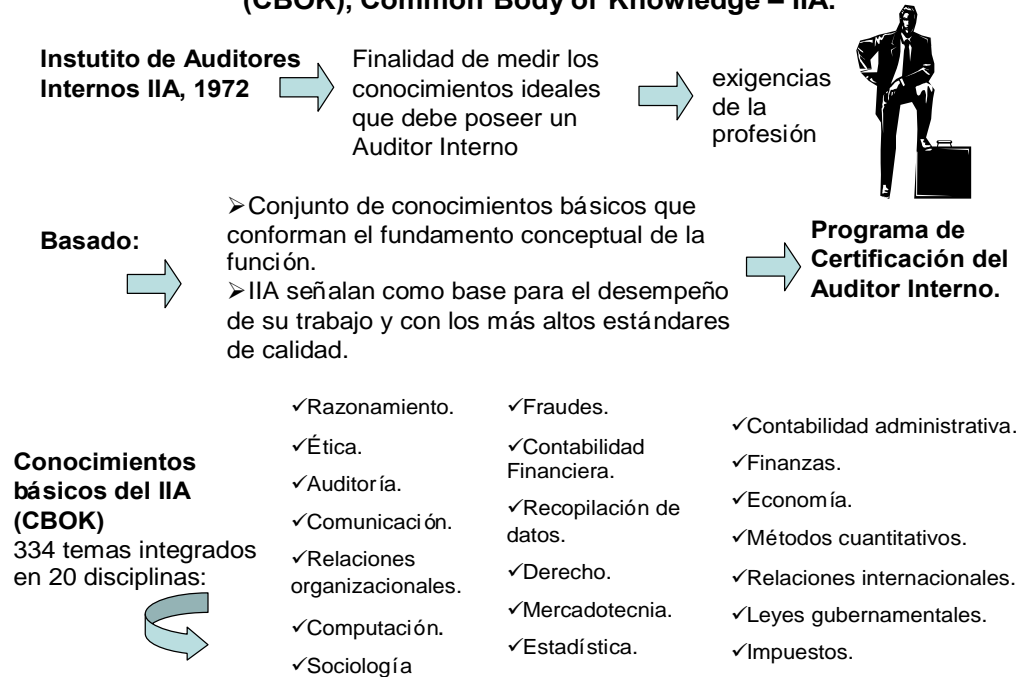 (CBOK), Common Body of Knowledge – IIA.
Instutito de Auditores
Internos IIA, 1972
Finalidad de medir los
conocimientos ideales
que debe poseer un
Auditor Interno
exigencias
de la
profesión
Basado:
➢Conjunto de conocimientos básicos que
conforman el fundamento conceptual de la
función.
➢IIA señalan como base para el desempeño
de su trabajo y con los más altos estándares
de calidad.
Programa de
Certificación del
Auditor Interno.
Conocimientos
básicos del IIA
(CBOK)
334 temas integrados
en 20 disciplinas:
✓Razonamiento.
✓Ética.
✓Auditoría.
✓Comunicación.
✓Relaciones
organizacionales.
✓Computación.
✓Sociología
✓Fraudes.
✓Contabilidad
Financiera.
✓Recopilación de
datos.
✓Derecho.
✓Mercadotecnia.
✓Estadística.
✓Contabilidad administrativa.
✓Finanzas.
✓Economía.
✓Métodos cuantitativos.
✓Relaciones internacionales.
✓Leyes gubernamentales.
✓Impuestos.